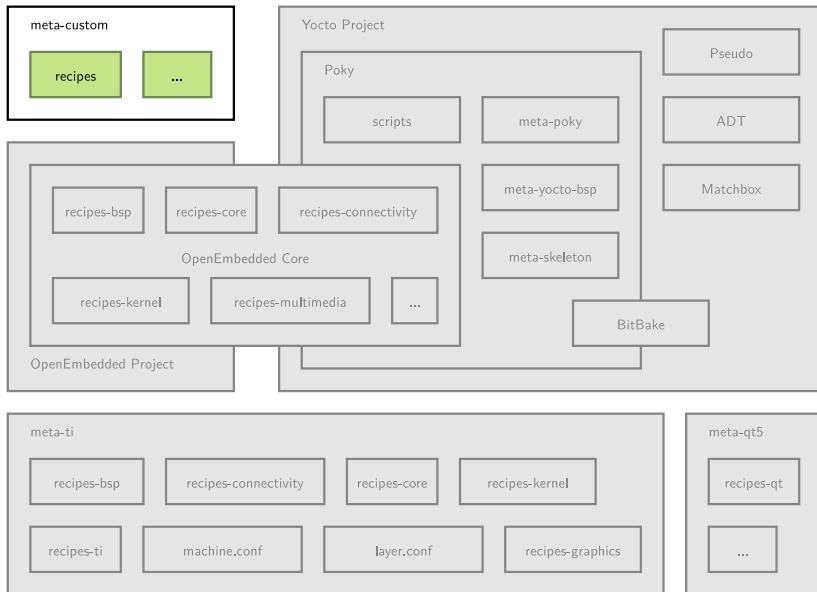 meta-custom
recipes
...
Yocto Project
Poky
scripts
meta-poky
meta-yocto-bsp
meta-skeleton
Pseudo
ADT
Matchbox
BitBake
recipes-bsp
recipes-core
recipes-connectivity
OpenEmbedded Core
recipes-kernel
recipes-multimedia
...
OpenEmbedded Project
meta-ti
recipes-bsp
recipes-connectivity
recipes-core
recipes-kernel
recipes-ti
machine.conf
layer.conf
recipes-graphics
meta-qt5
recipes-qt
...